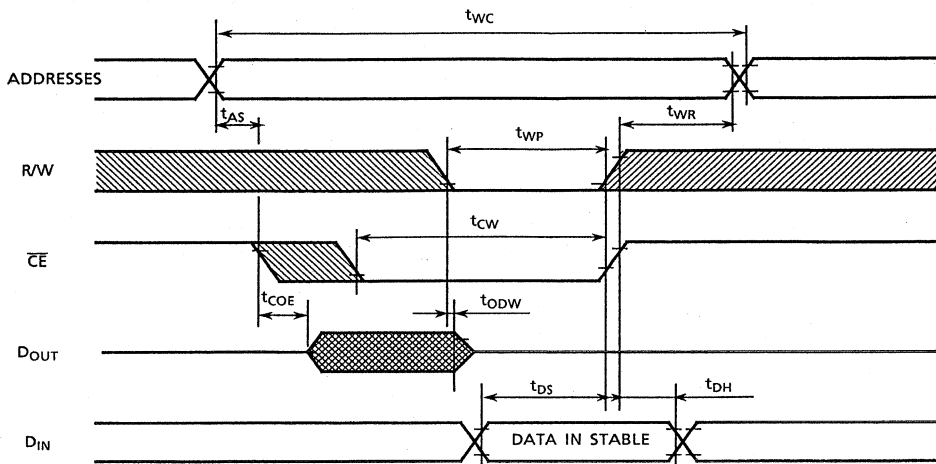 tWC
ADDRESSES
tAS
tWR
tWP
R/W
tCW
CE
tCOE
tODW
DOUT
tDS
tDH
DIN
DATA IN STABLE